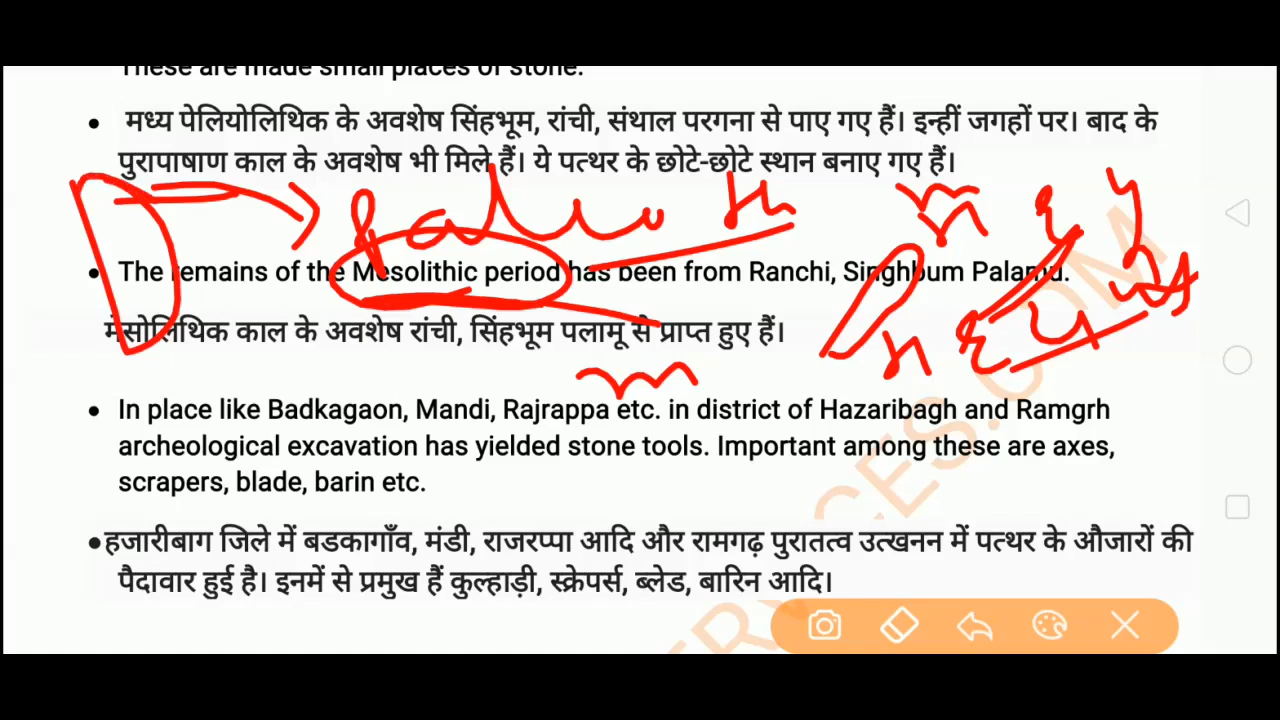 These are made small places of stone.
• मध्य पेलियोलिथिक के अवशेष सिंहभूम, रांची, संथाल परगना से पाए गए हैं। इन्हीं जगहों पर। बाद के
पुरापाषाण काल के अवशेष भी मिले हैं। ये पत्थर के छोटे-छोटे स्थान बनाए गए हैं।
• The remains of the Mesolithic period has been from Ranchi, Singhbum Palamu.
मेसोलिथिक काल के अवशेष रांची, सिंहभूम पलामू से प्राप्त हुए हैं।
• In place like Badkagaon, Mandi, Rajrappa etc. in district of Hazaribagh and Ramgrh
archeological excavation has yielded stone tools. Important among these are axes,
scrapers, blade, barin etc.
•हजारीबाग जिले में बडकागाँव, मंडी, राजरप्पा आदि और रामगढ़ पुरातत्व उत्खनन में पत्थर के औजारों की
पैदावार हुई है। इनमें से प्रमुख हैं कुल्हाड़ी, स्क्रेपर्स, ब्लेड, बारिन आदि।